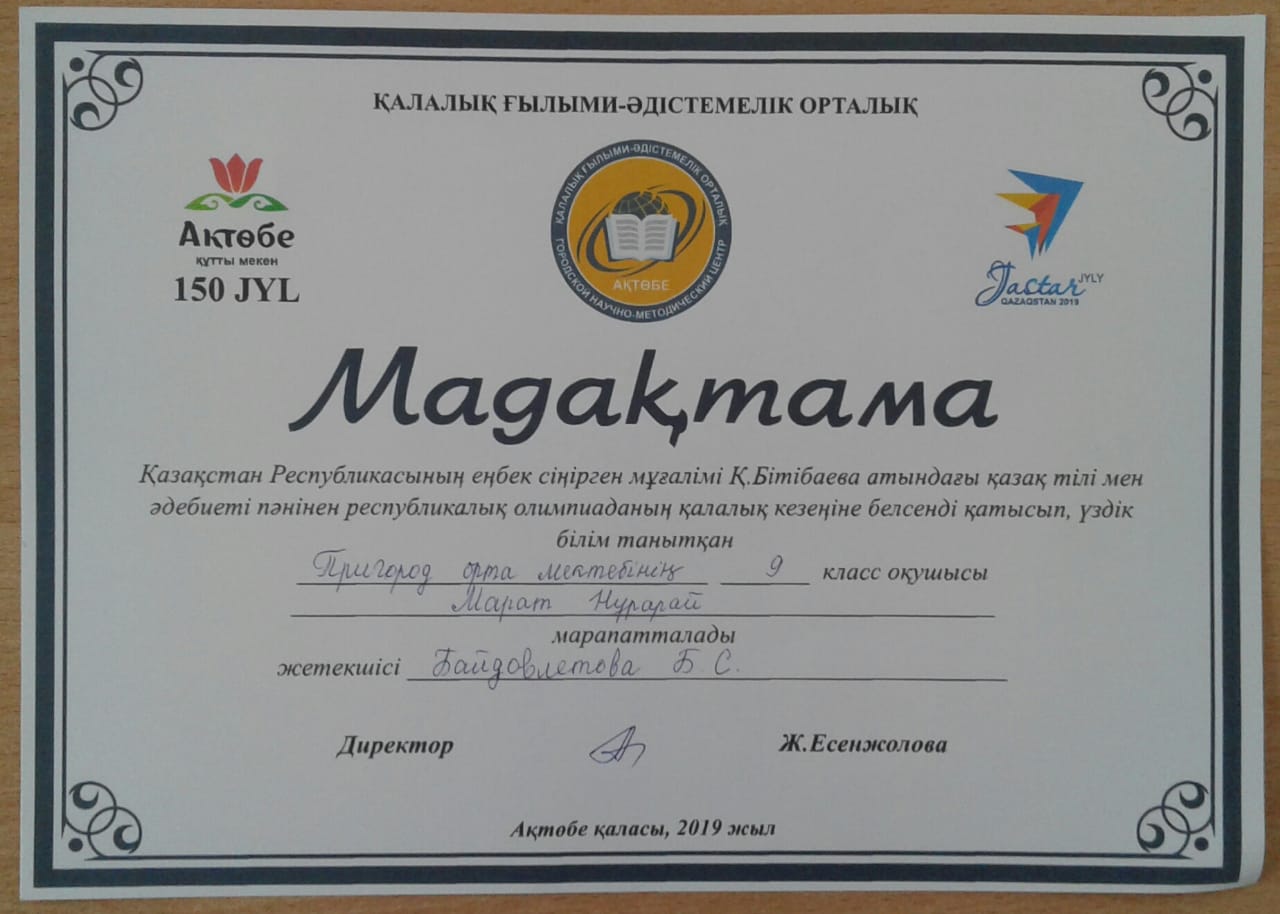 ҚАЛАЛЫҚ ҒЫЛЫМИ-ӘДІСТЕМЕЛІК ОРТАЛЫҚ
Ақтөбе
құтты мекен
150 JYL
ҚАЛАЛЫҚ ҒЫЛЫМИ-ӘДІСТЕМЕЛІК ОРТАЛЫҚ
АҚТӨБЕ
ГОРОДСКОЙ НАУЧНО-МЕТОДИЧЕСКИЙ ЦЕНТР
Jastar JYLY
QAZAQSTAN 2019
Мадақтама
Қазақстан Республикасының еңбек сіңірген мұғалімі Қ.Бітібаева атындағы қазақ тілі мен
әдебиеті пәнінен республикалық олимпиаданың қалалық кезеңіне белсенді қатысып, үздік
білім танытқан
Пригород орта мектебінің 9 класс оқушысы
Марат Нұрарай
марапатталады
жетекшісі Байдовлетова Б. С.
Директор Ж.Есенжолова
Ақтөбе қаласы, 2019 жыл